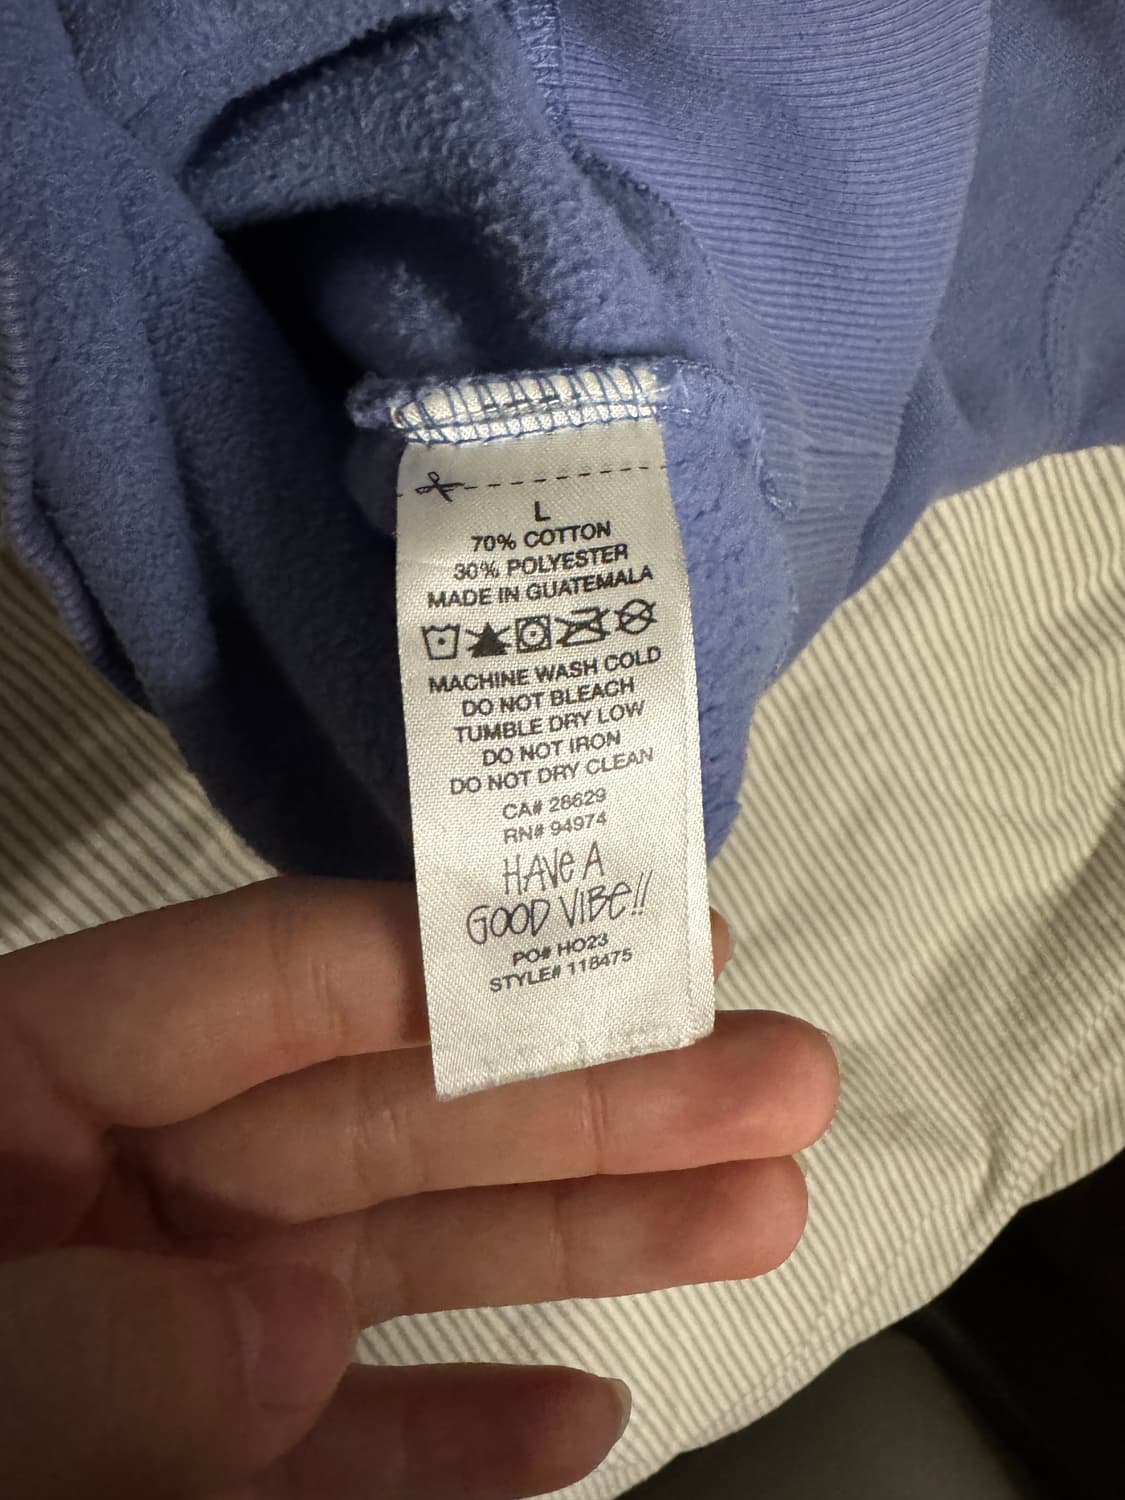 L
70% COTTON
30% POLYESTER
MADE IN GUATEMALA
MACHINE WASH COLD
DO NOT BLEACH
TUMBLE DRY LOW
DO NOT IRON
DO NOT DRY CLEAN
CA# 28629
RN# 94974
HAVe A
GOOD VIBe!!
PO# HO23
STYLE# 118475